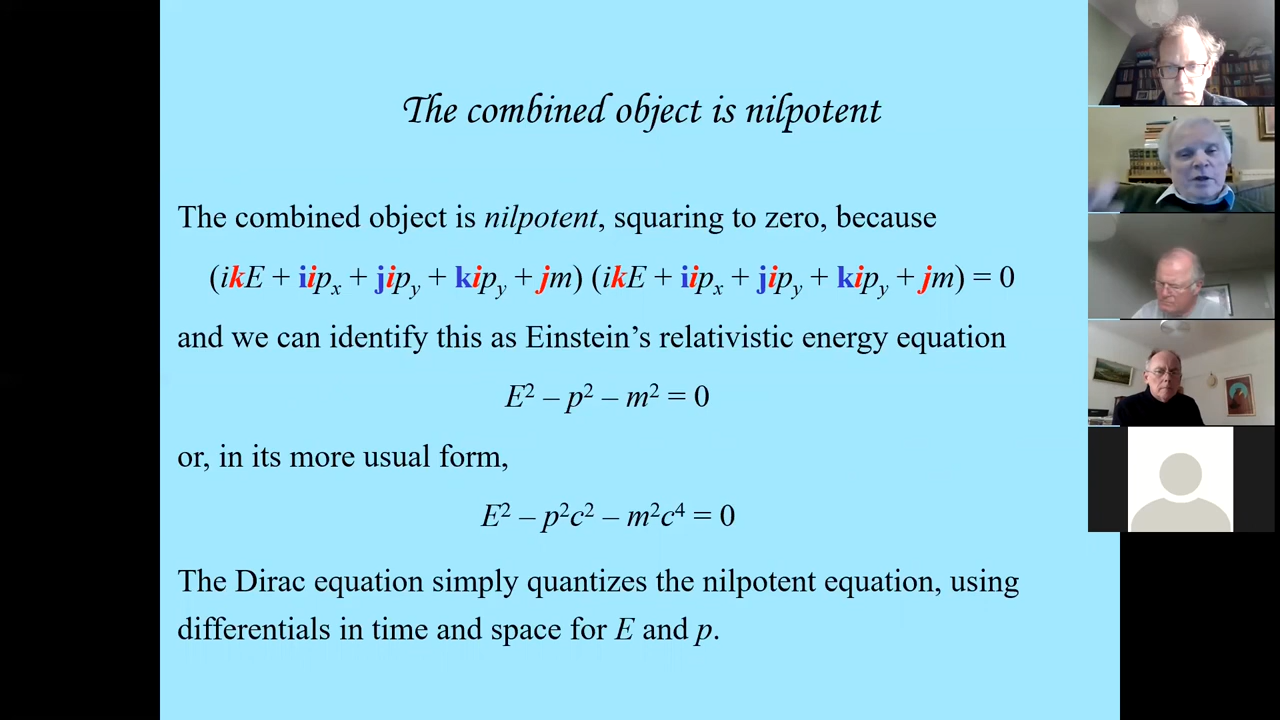 The combined object is nilpotent
The combined object is nilpotent, squaring to zero, because
(ikE + iipₓ + jip_y + kip_y + jm) (ikE + iipₓ + jip_y + kip_y + jm) = 0
and we can identify this as Einstein’s relativistic energy equation
E² – p² – m² = 0
or, in its more usual form,
E² – p²c² – m²c⁴ = 0
The Dirac equation simply quantizes the nilpotent equation, using
differentials in time and space for E and p.